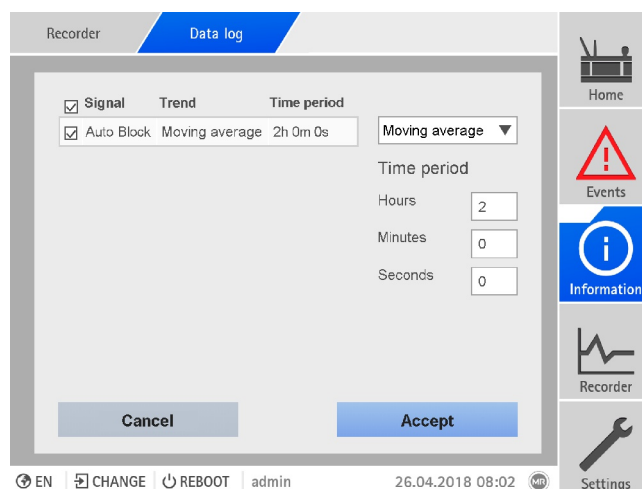 Recorder
Data log
Home
Signal Trend Time period
Auto Block Moving average 2h 0m 0s
Moving average
Time period
Hours 2
Minutes 0
Seconds 0
Events
Information
Recorder
Cancel
Accept
EN CHANGE REBOOT admin 26.04.2018 08:02 MR
Settings